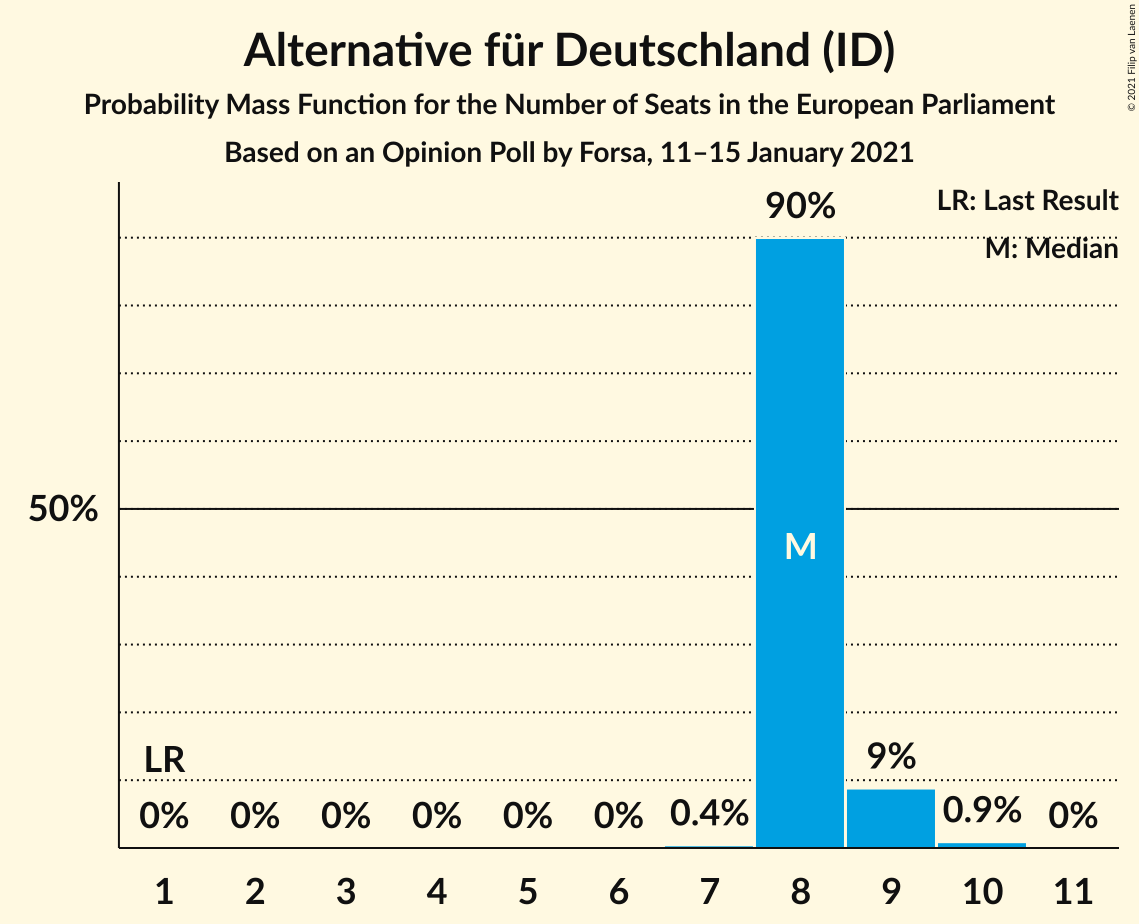 Alternative für Deutschland (ID)
Probability Mass Function for the Number of Seats in the European Parliament
Based on an Opinion Poll by Forsa, 11–15 January 2021
© 2021 Filip van Laenen
LR: Last Result
M: Median
90%
50%
M
LR
9%
0% 0% 0% 0% 0% 0% 0.4% 0.9% 0%
1 2 3 4 5 6 7 8 9 10 11